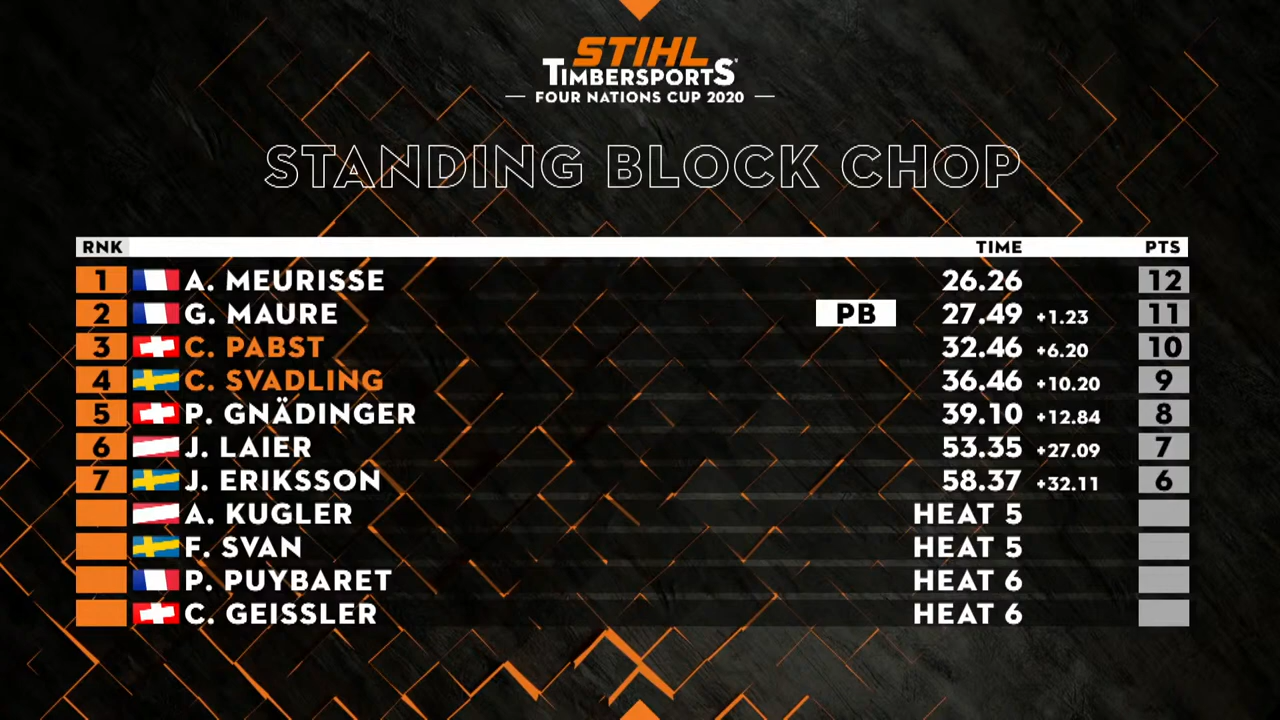 STIHL
TIMBERSPORTS
FOUR NATIONS CUP 2020
STANDING BLOCK CHOP
RNK TIME PTS
1 A. MEURISSE 26.26 12
2 G. MAURE PB 27.49 +1.23 11
3 C. PABST 32.46 +6.20 10
4 C. SVADLING 36.46 +10.20 9
5 P. GNÄDINGER 39.10 +12.84 8
6 J. LAIER 53.35 +27.09 7
7 J. ERIKSSON 58.37 +32.11 6
A. KUGLER HEAT 5
F. SVAN HEAT 5
P. PUYBARET HEAT 6
C. GEISSLER HEAT 6